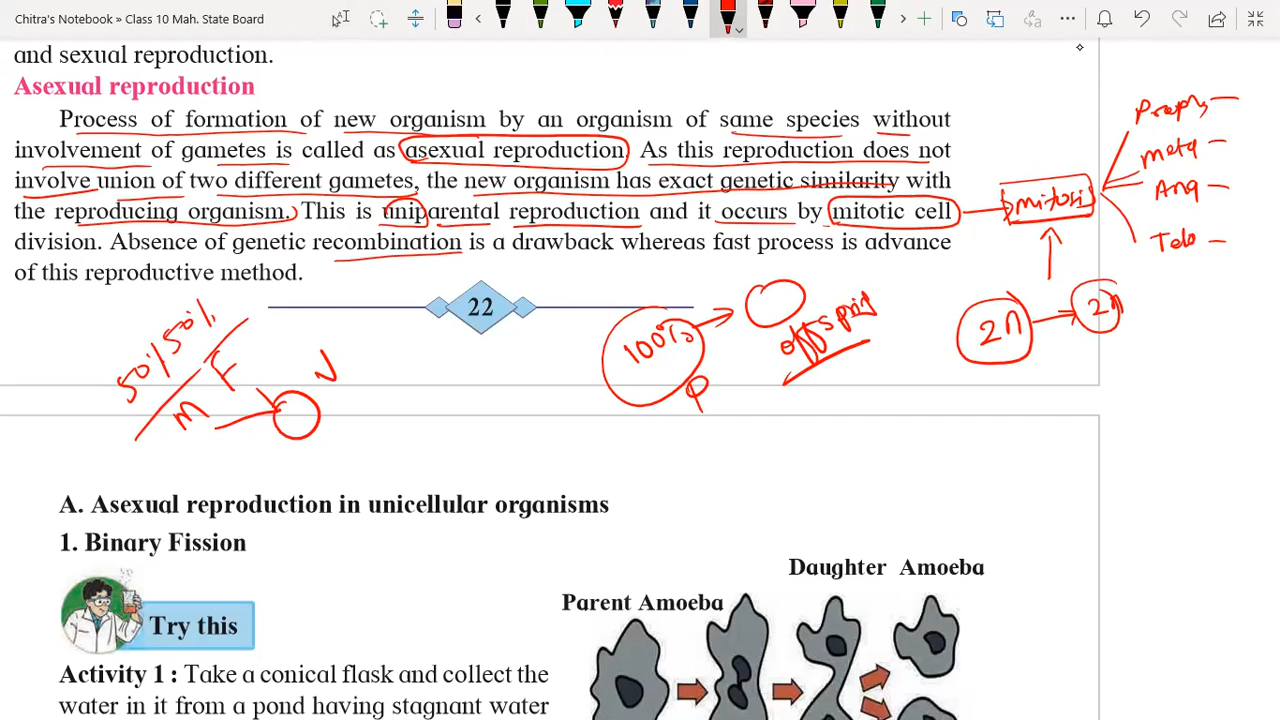 Chitra's Notebook » Class 10 Mah. State Board
and sexual reproduction.
Asexual reproduction
Process of formation of new organism by an organism of same species without
involvement of gametes is called as asexual reproduction. As this reproduction does not
involve union of two different gametes, the new organism has exact genetic similarity with
the reproducing organism. This is uniparental reproduction and it occurs by mitotic cell
division. Absence of genetic recombination is a drawback whereas fast process is advance
of this reproductive method.
Meta
Ana
Telo
mitosis
2n
2n
22
100%
offspring
P
50% 50%
M F
A. Asexual reproduction in unicellular organisms
1. Binary Fission
Try this
Activity 1 : Take a conical flask and collect the
water in it from a pond having stagnant water
Parent Amoeba
Daughter Amoeba